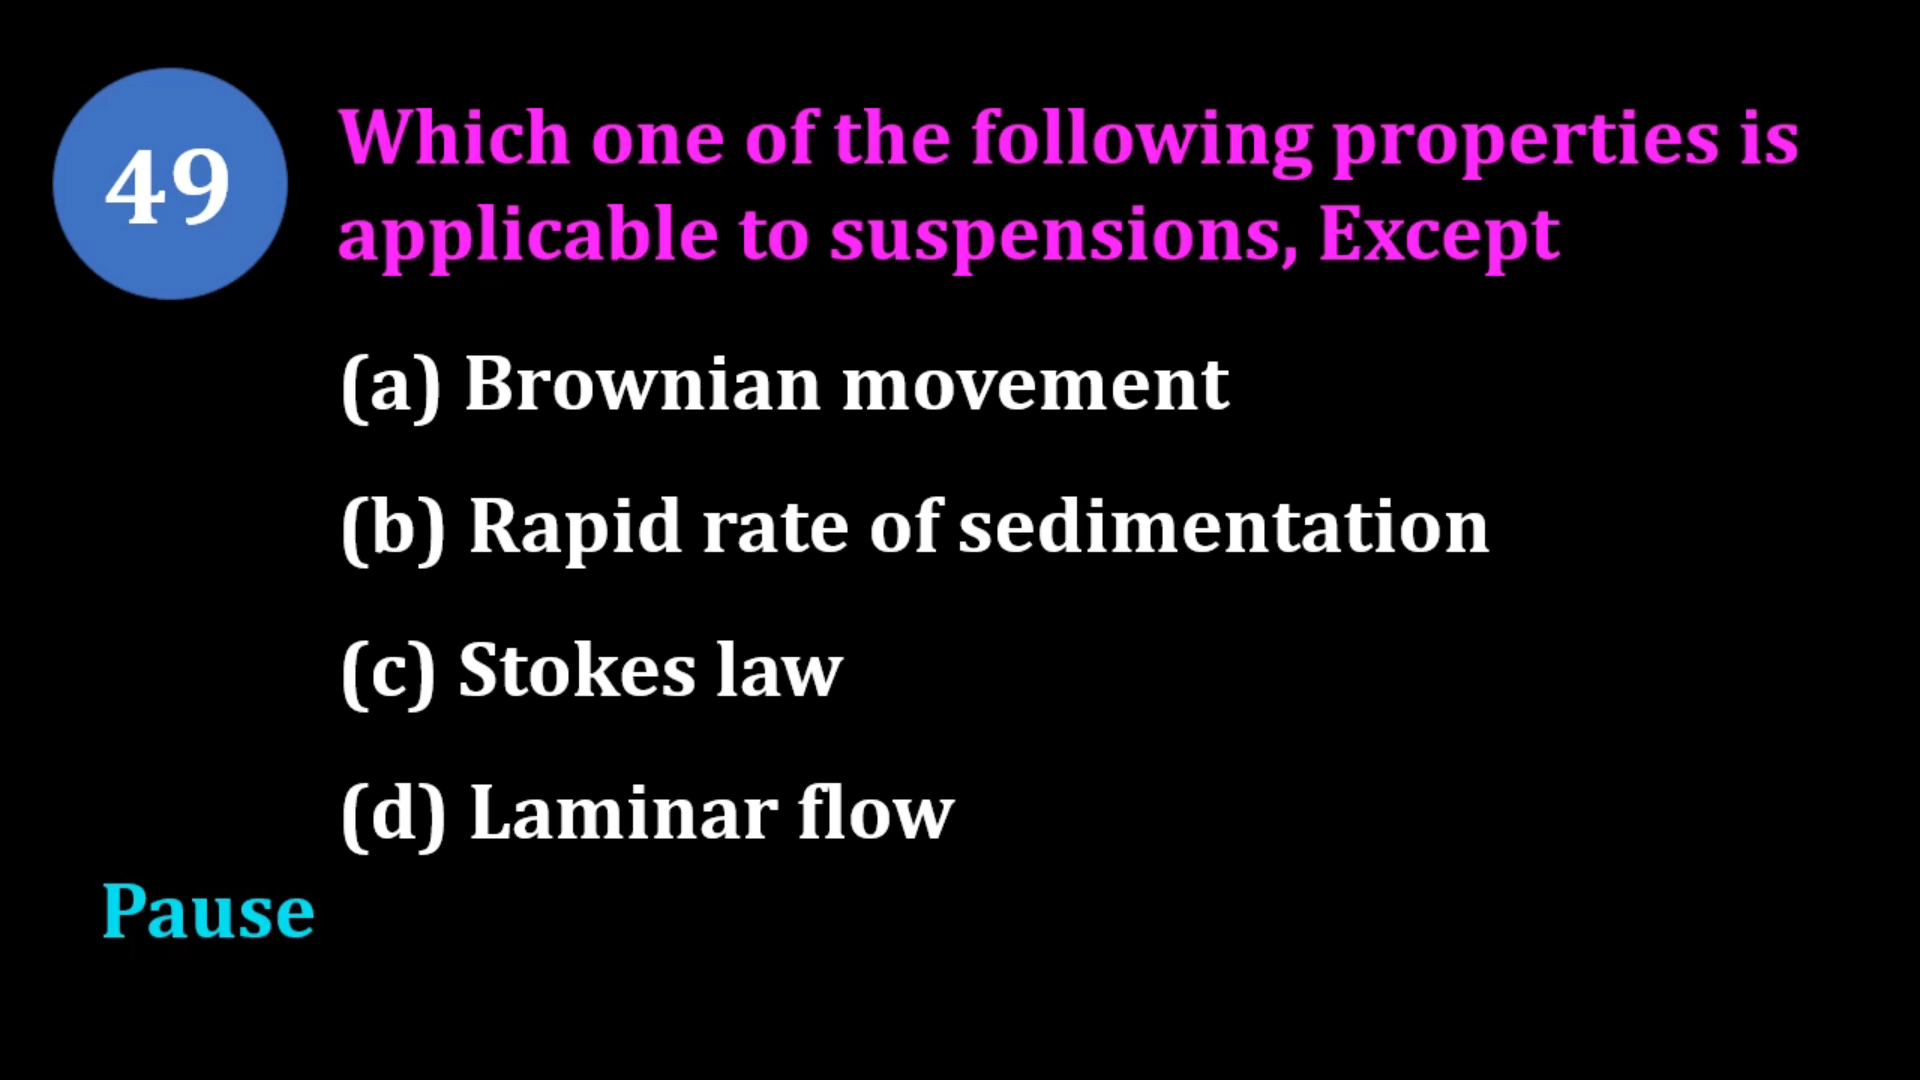 49
Which one of the following properties is
applicable to suspensions, Except
(a) Brownian movement
(b) Rapid rate of sedimentation
(c) Stokes law
(d) Laminar flow
Pause